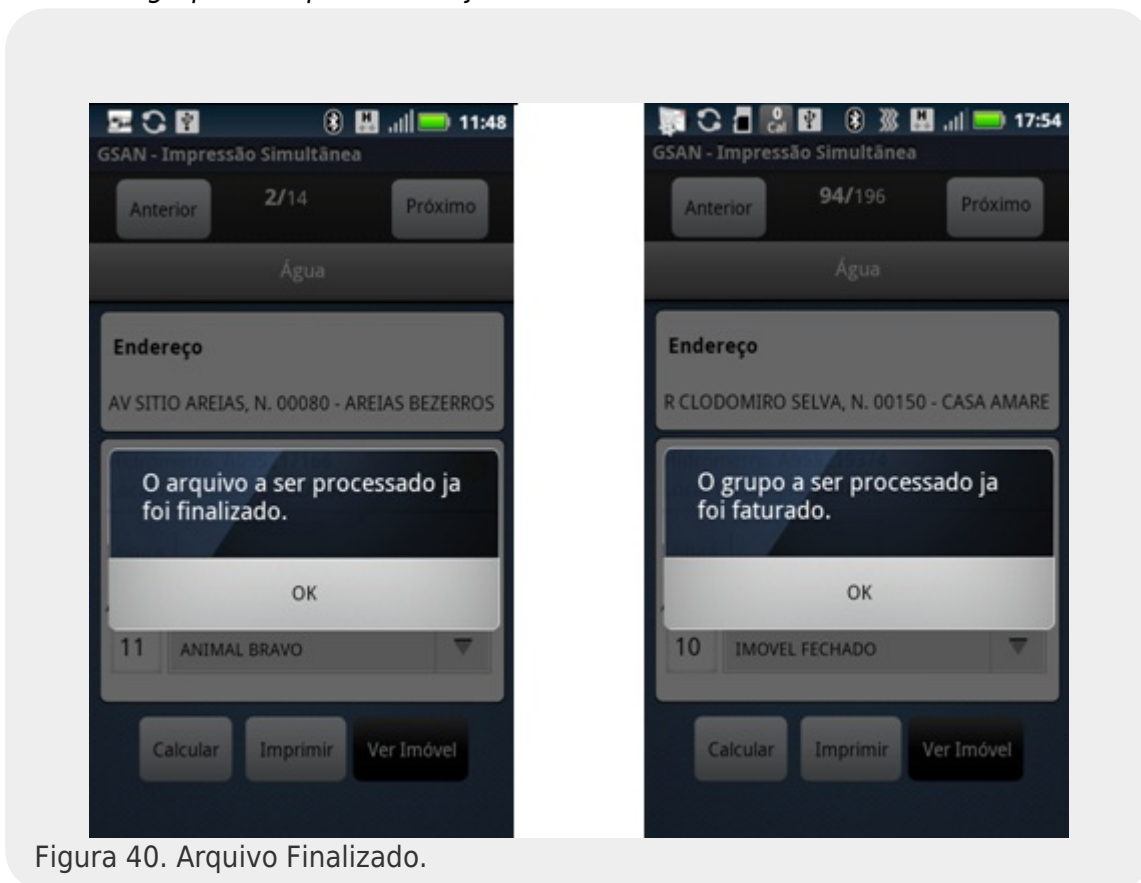 11:48
GSAN - Impressão Simultânea
Anterior 2/14 Próximo
Água
Endereço
AV SITIO AREIAS, N. 00080 - AREIAS BEZERROS
O arquivo a ser processado ja
foi finalizado.
OK
11 ANIMAL BRAVO
Calcular Imprimir Ver Imóvel
17:54
GSAN - Impressão Simultânea
Anterior 94/196 Próximo
Água
Endereço
R CLODOMIRO SELVA, N. 00150 - CASA AMARE
O grupo a ser processado ja
foi faturado.
OK
10 IMOVEL FECHADO
Calcular Imprimir Ver Imóvel
Figura 40. Arquivo Finalizado.